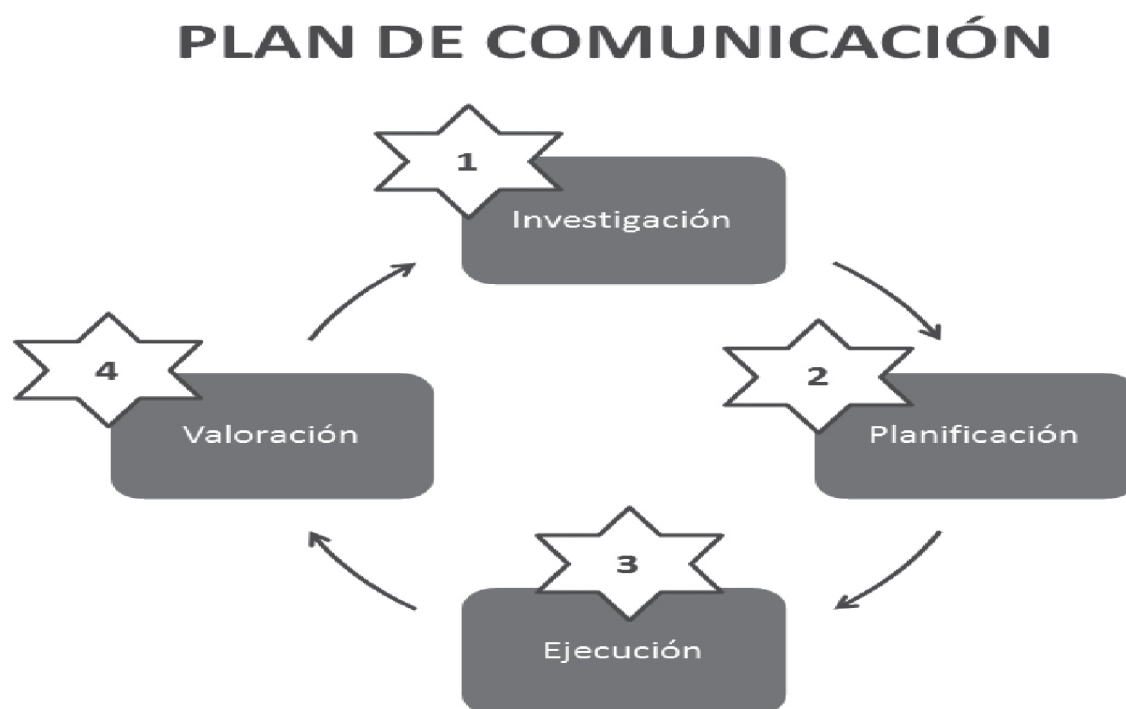 PLAN DE COMUNICACIÓN
1
Investigación
2
Planificación
3
Ejecución
4
Valoración